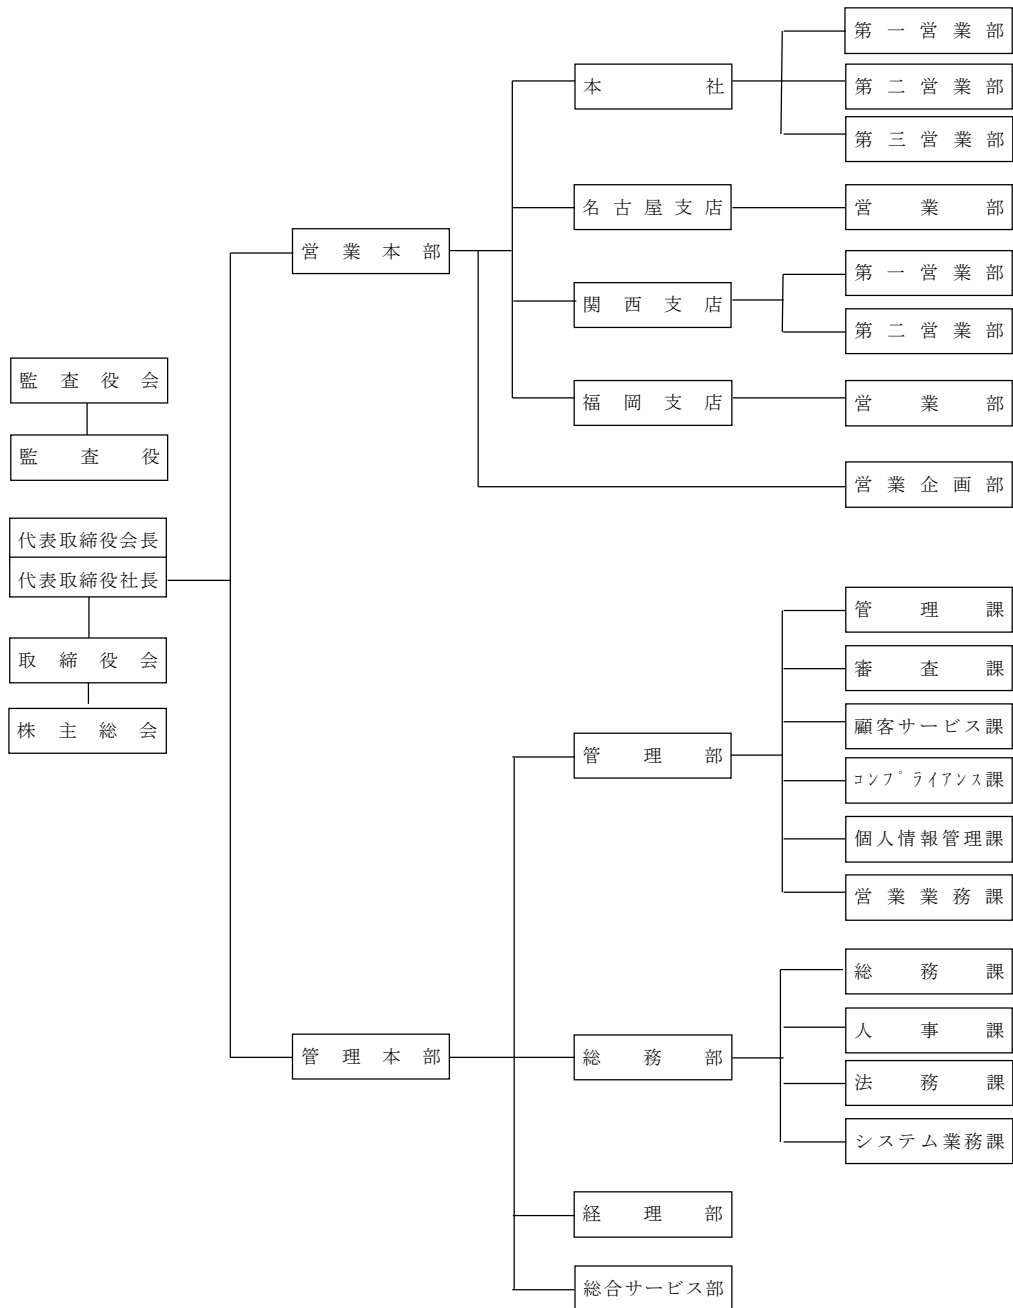 監査役会
監査役
代表取締役会長
代表取締役社長
取締役会
株主総会
営業本部
本社
第一営業部
第二営業部
第三営業部
名古屋支店
営業部
関西支店
第一営業部
第二営業部
福岡支店
営業部
営業企画部
管理本部
管理部
管理課
審査課
顧客サービス課
コンプライアンス課
個人情報管理課
営業業務課
総務部
総務課
人事課
法務課
システム業務課
経理部
総合サービス部